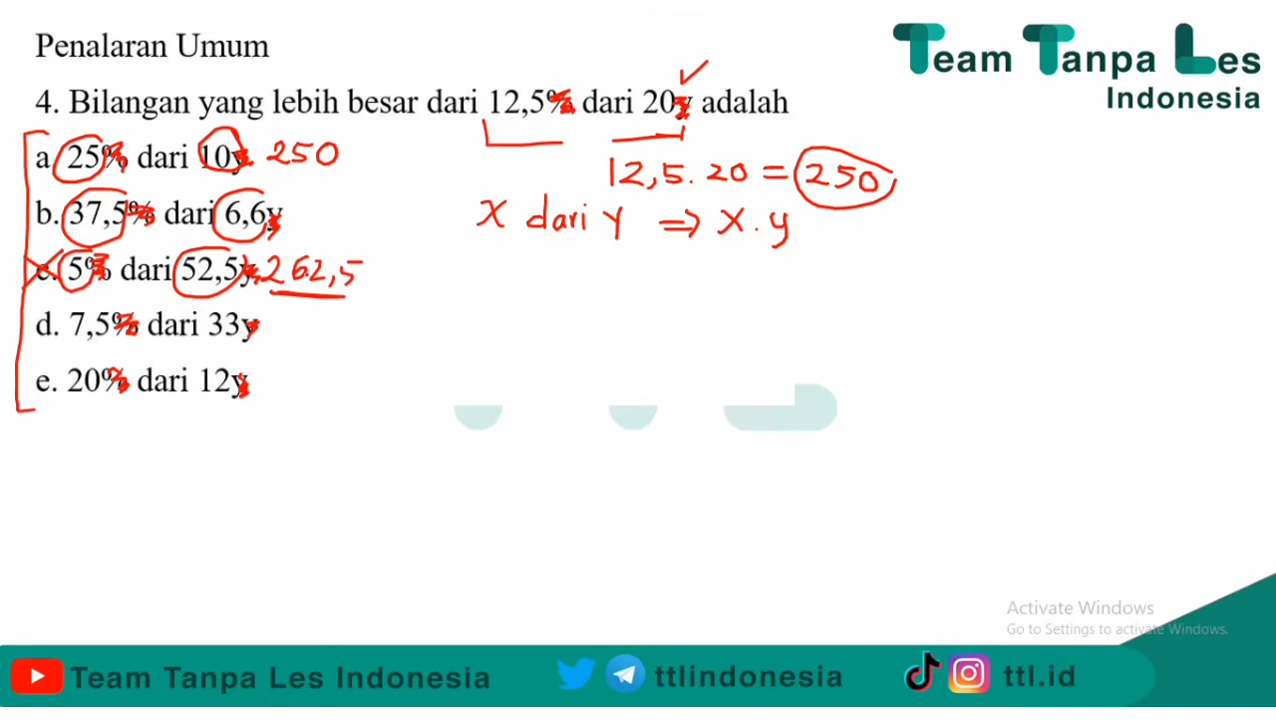 Penalaran Umum
Team Tanpa Les
Indonesia
4. Bilangan yang lebih besar dari 12,5% dari 20y adalah
a. 25% dari 10y 250
12,5. 20 = 250
b. 37,5% dari 6,6y
X dari Y ⇒ X. y
c. 5% dari 52,5y 262,5
d. 7,5% dari 33y
e. 20% dari 12y
Activate Windows
Go to Settings to activate Windows.
Team Tanpa Les Indonesia ttlindonesia ttl.id